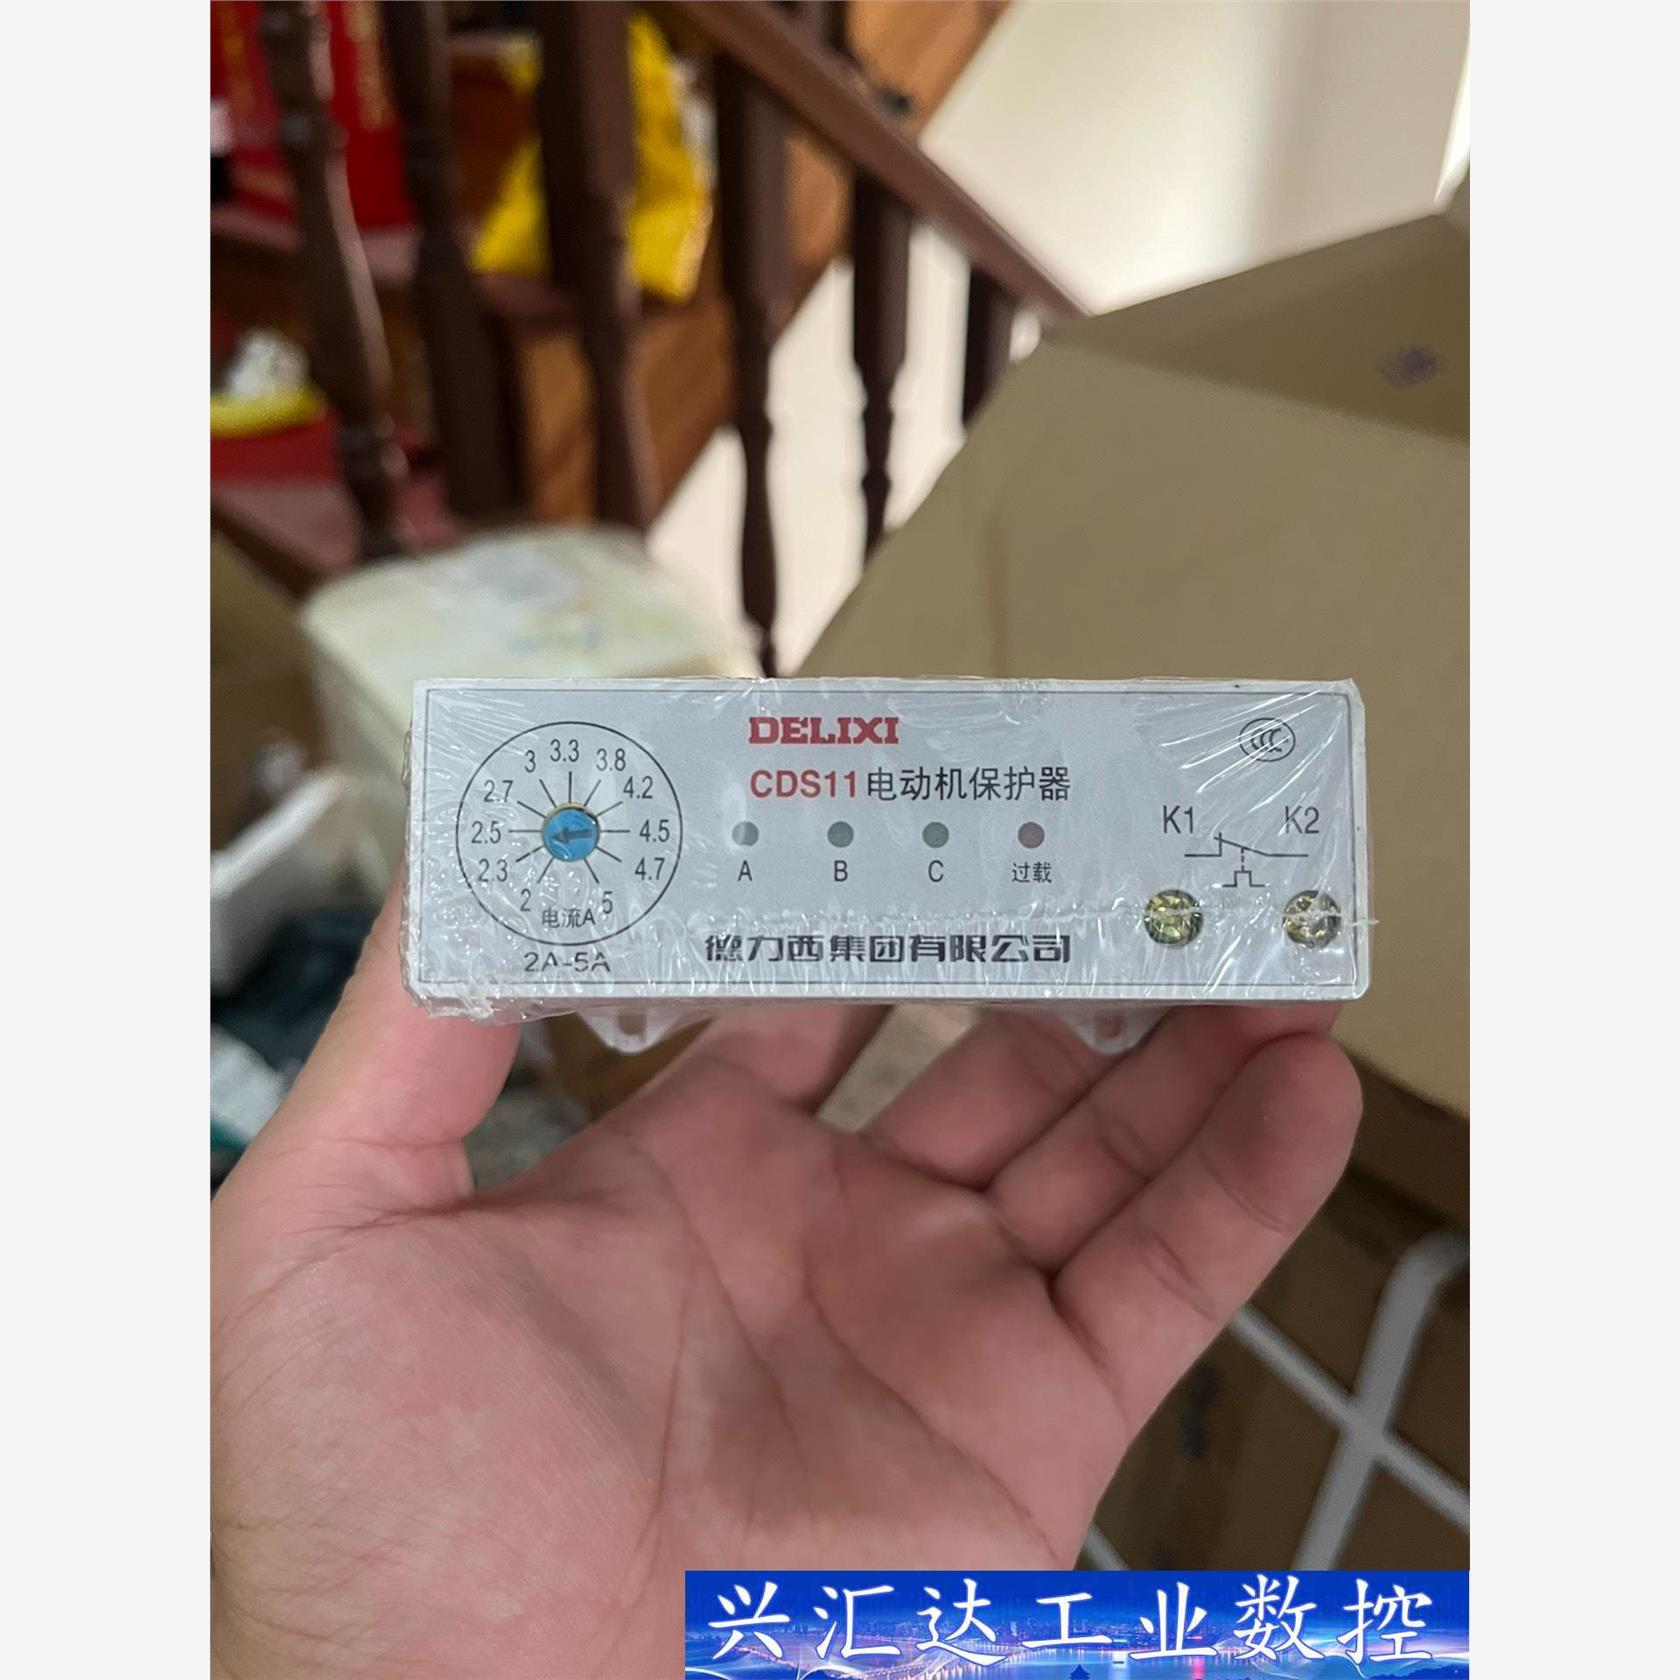 DELIXI
CDS11电动机保护器
3.3
3 3.8
2.7 4.2
2.5 4.5
2.3 4.7
2 5
电流A
2A-5A
A B C 过载
K1 K2
CCC
德力西集团有限公司
兴汇达工业数控